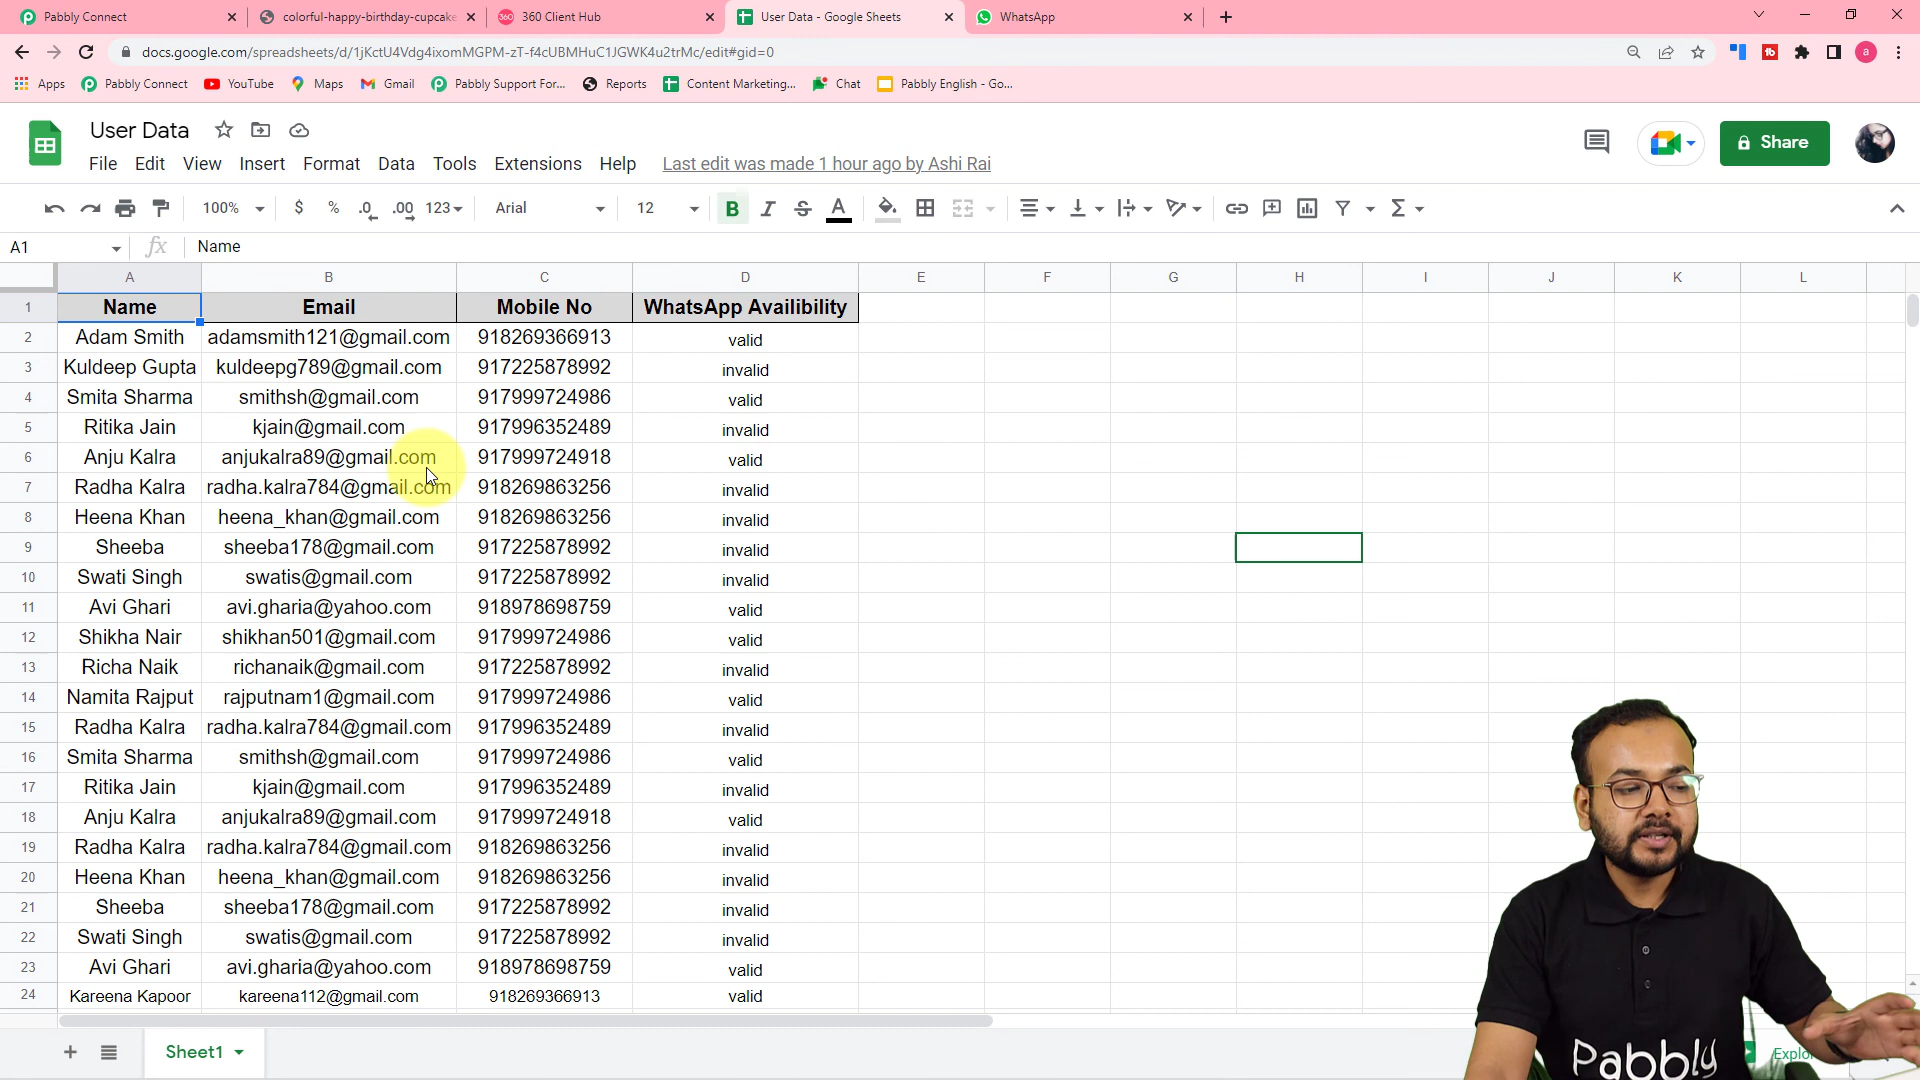 Pabbly Connect
colorful-happy-birthday-cupcake
360 Client Hub
User Data - Google Sheets
WhatsApp
docs.google.com/spreadsheets/d/1jKctU4Vdg4ixomMGPM-zT-f4cUBMHuC1JGWK4u2trMc/edit#gid=0
Apps Pabbly Connect YouTube Maps Gmail Pabbly Support For... Reports Content Marketing... Chat Pabbly English - Go...
User Data
Share
File Edit View Insert Format Data Tools Extensions Help Last edit was made 1 hour ago by Ashi Rai
100% $ % .0 .00 123 Arial 12 B I S A
A1 fx Name
A B C D E F G H I J K L
1 Name Email Mobile No WhatsApp Availibility
2 Adam Smith adamsmith121@gmail.com 918269366913 valid
3 Kuldeep Gupta kuldeepg789@gmail.com 917225878992 invalid
4 Smita Sharma smithsh@gmail.com 917999724986 valid
5 Ritika Jain kjain@gmail.com 917996352489 invalid
6 Anju Kalra anjukalra89@gmail.com 917999724918 valid
7 Radha Kalra radha.kalra784@gmail.com 918269863256 invalid
8 Heena Khan heena_khan@gmail.com 918269863256 invalid
9 Sheeba sheeba178@gmail.com 917225878992 invalid
10 Swati Singh swatis@gmail.com 917225878992 invalid
11 Avi Ghari avi.gharia@yahoo.com 918978698759 valid
12 Shikha Nair shikhan501@gmail.com 917999724986 valid
13 Richa Naik richanaik@gmail.com 917225878992 invalid
14 Namita Rajput rajputnam1@gmail.com 917999724986 valid
15 Radha Kalra radha.kalra784@gmail.com 917996352489 invalid
16 Smita Sharma smithsh@gmail.com 917999724986 valid
17 Ritika Jain kjain@gmail.com 917996352489 invalid
18 Anju Kalra anjukalra89@gmail.com 917999724918 valid
19 Radha Kalra radha.kalra784@gmail.com 918269863256 invalid
20 Heena Khan heena_khan@gmail.com 918269863256 invalid
21 Sheeba sheeba178@gmail.com 917225878992 invalid
22 Swati Singh swatis@gmail.com 917225878992 invalid
23 Avi Ghari avi.gharia@yahoo.com 918978698759 valid
24 Kareena Kapoor kareena112@gmail.com 918269366913 valid
Sheet1
Explor
Pabbly